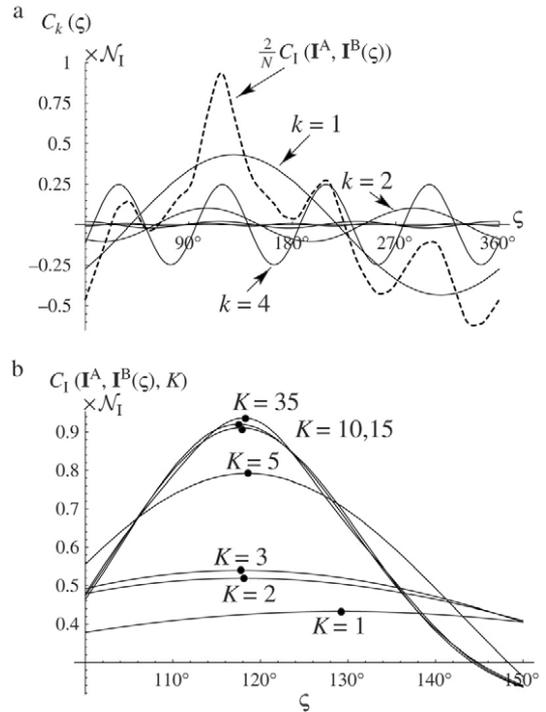 a
C_k (ς)
×𝒩_I
2/N C_I (I^A, I^B(ς))
1
0.75
0.5
0.25
−0.25
−0.5
k = 1
k = 2
k = 4
90° 180° 270° 360°
ς
b
C_I (I^A, I^B(ς), K)
×𝒩_I
K = 35
K = 10,15
K = 5
K = 3
K = 2
K = 1
0.9
0.8
0.7
0.6
0.5
0.4
110° 120° 130° 140° 150°
ς